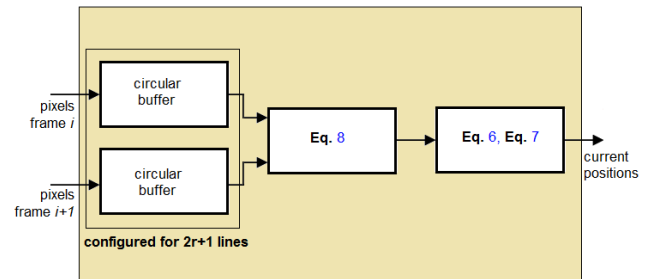 pixels
frame i
circular
buffer
pixels
frame i+1
circular
buffer
configured for 2r+1 lines
Eq. 8
Eq. 6, Eq. 7
current
positions